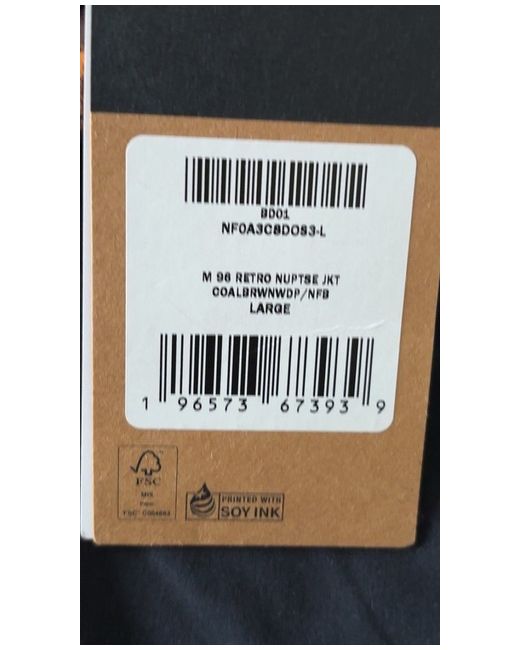 BD01
NF0A3C8DOS3-L
M 96 RETRO NUPTSE JKT
COALBRWNWDP/NFB
LARGE
1 96573 67393 9
FSC
MIX
Paper
PRINTED WITH
SOY INK